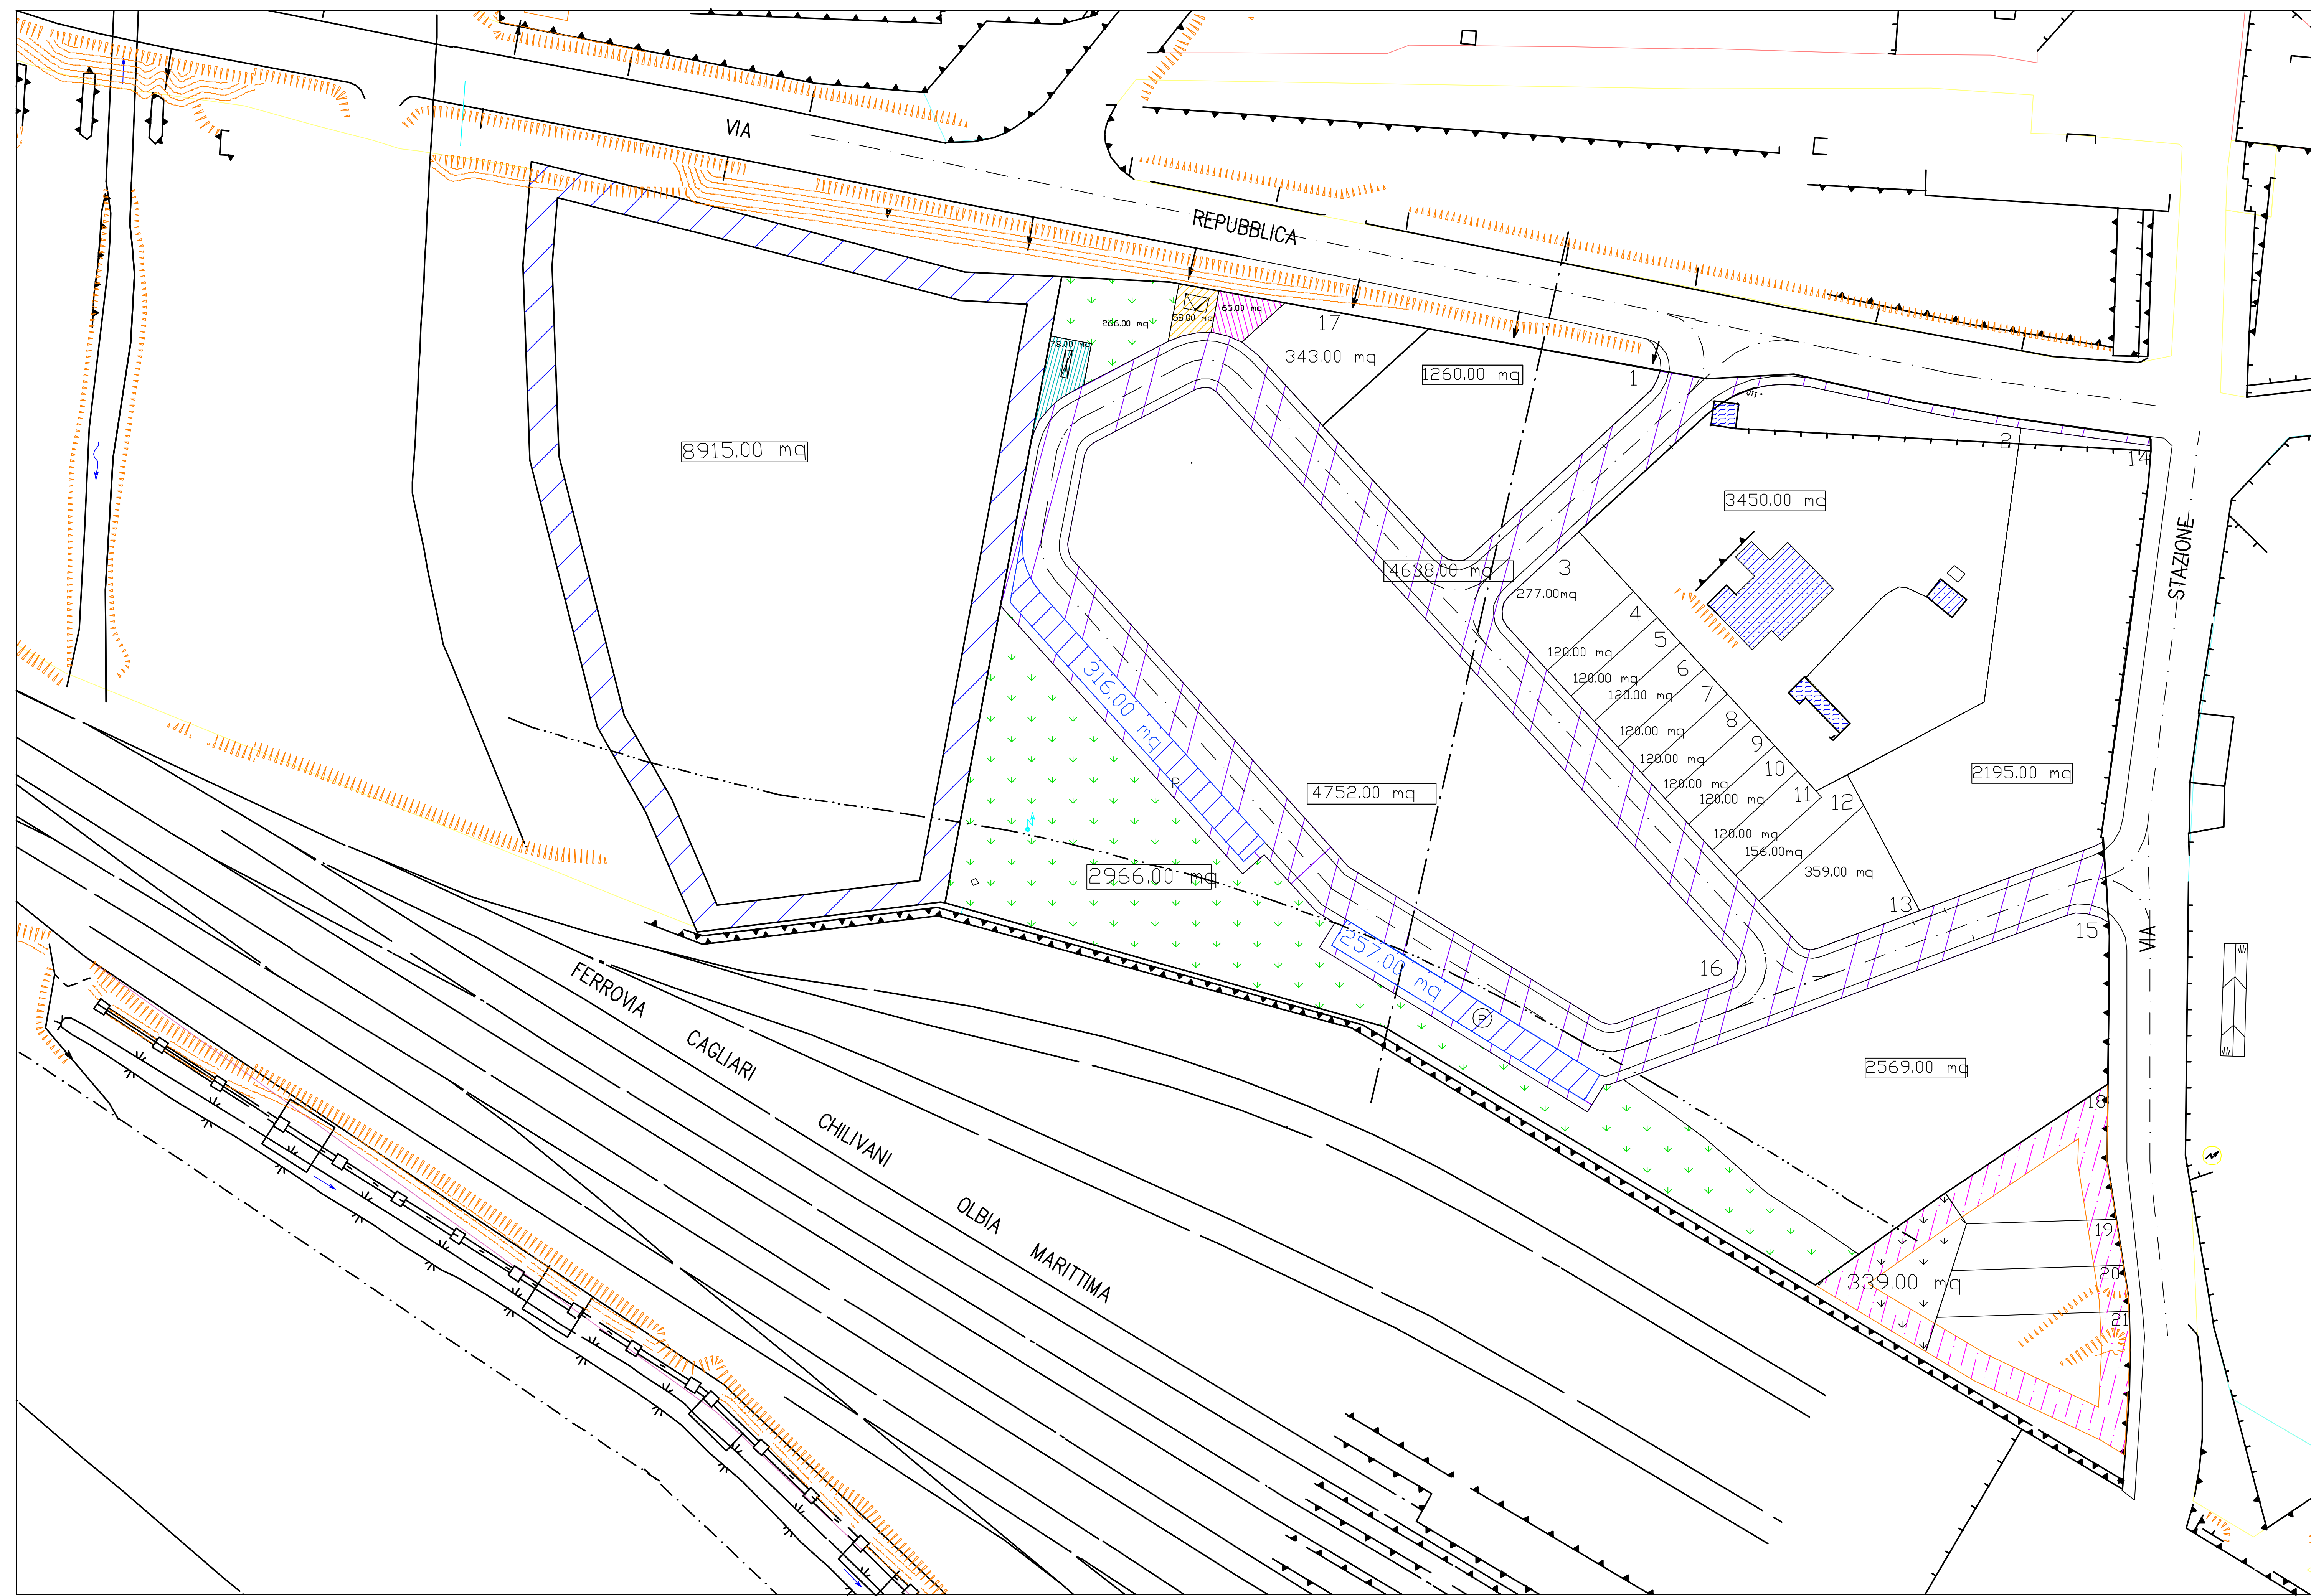 VIA
REPUBBLICA
266.00 mq
58.00 mq
65.00 mq
78.00 mq
17
343.00 mq
1260.00 mq
1
2
14
8915.00 mq
3450.00 mq
STAZIONE
4638.00 mq
3
277.00mq
4
120.00 mq
5
120.00 mq
6
120.00 mq
7
120.00 mq
8
120.00 mq
9
120.00 mq
10
120.00 mq
11
120.00 mq
12
156.00mq
359.00 mq
13
2195.00 mq
316.00 mq
P
4752.00 mq
2966.00 mq
257.00 mq
P
16
15
VIA
2569.00 mq
18
19
20
21
339.00 mq
FERROVIA
CAGLIARI
CHILIVANI
OLBIA
MARITTIMA